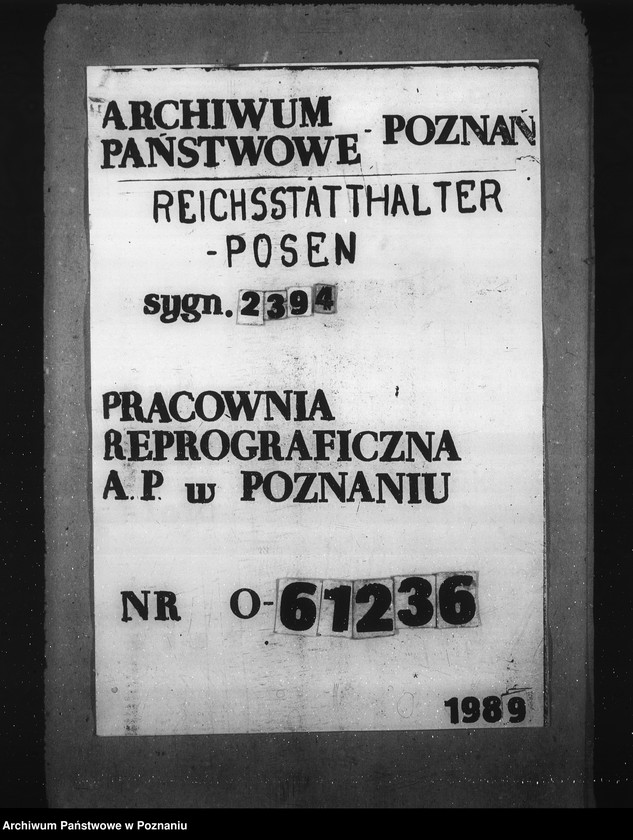 ARCHIWUM
PAŃSTWOWE - POZNAŃ
REICHSSTATTHALTER
-POSEN
sygn. 2394
PRACOWNIA
REPROGRAFICZNA
A.P. w POZNANIU
NR O-61236
1989
Archiwum Państwowe w Poznaniu